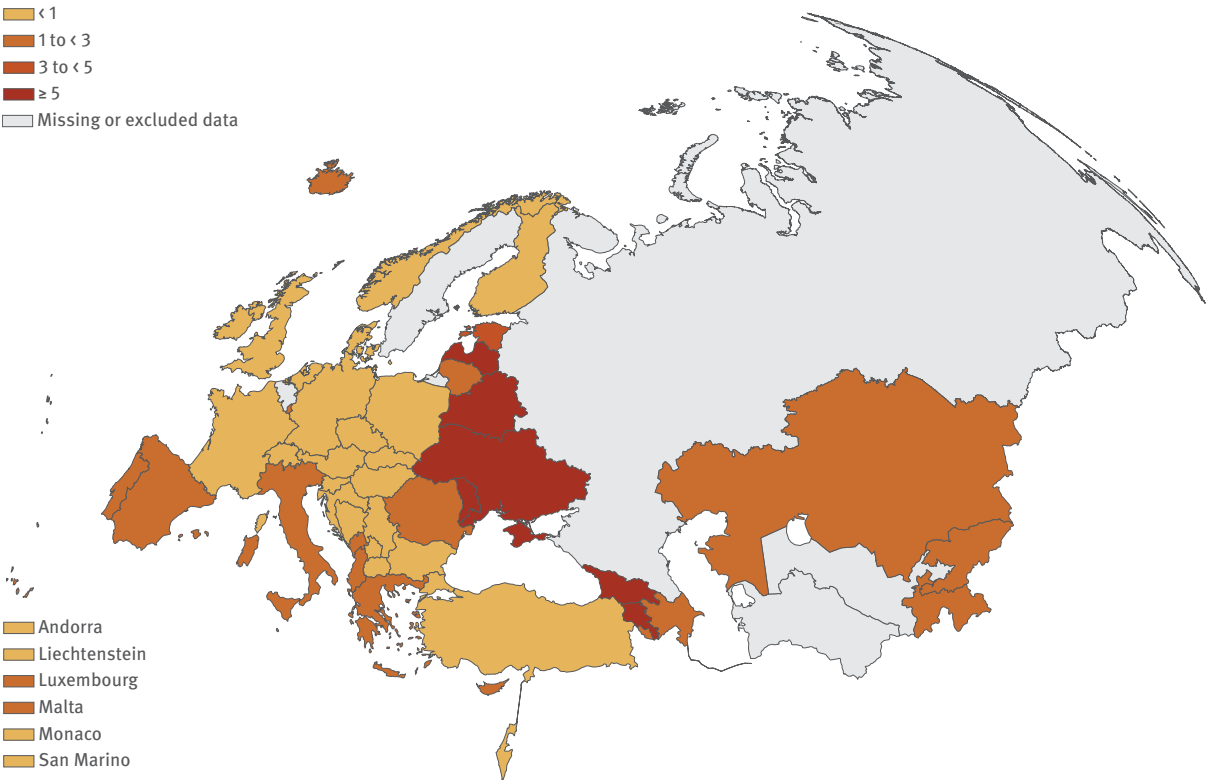 < 1
1 to < 3
3 to < 5
≥ 5
Missing or excluded data
Andorra
Liechtenstein
Luxembourg
Malta
Monaco
San Marino